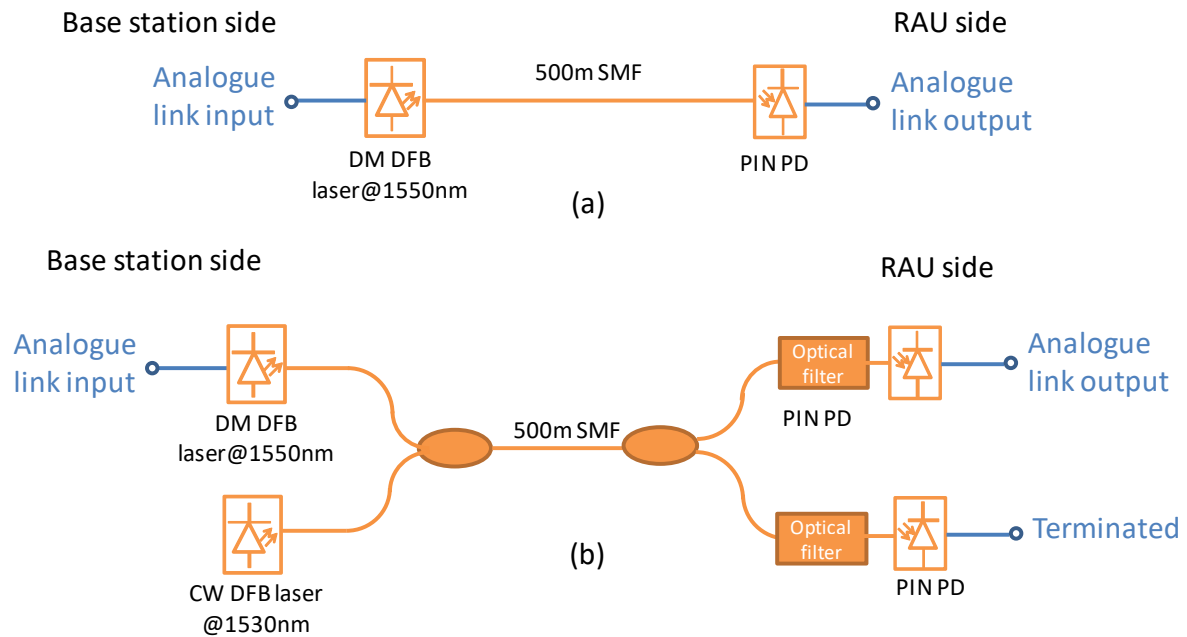 Base station side
RAU side
Analogue
link input
500m SMF
Analogue
link output
DM DFB
laser@1550nm
PIN PD
(a)
Base station side
RAU side
Analogue
link input
Optical
filter
Analogue
link output
DM DFB
laser@1550nm
500m SMF
PIN PD
Optical
filter
Terminated
(b)
CW DFB laser
@1530nm
PIN PD